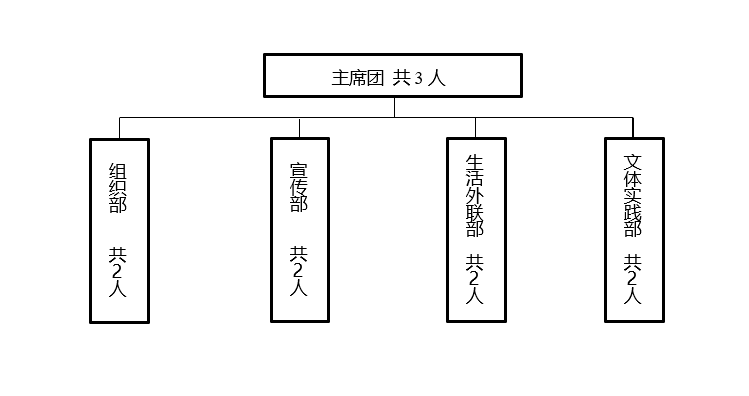 主席团 共3人
组织部 共2人
宣传部 共2人
生活外联部 共2人
文体实践部 共2人